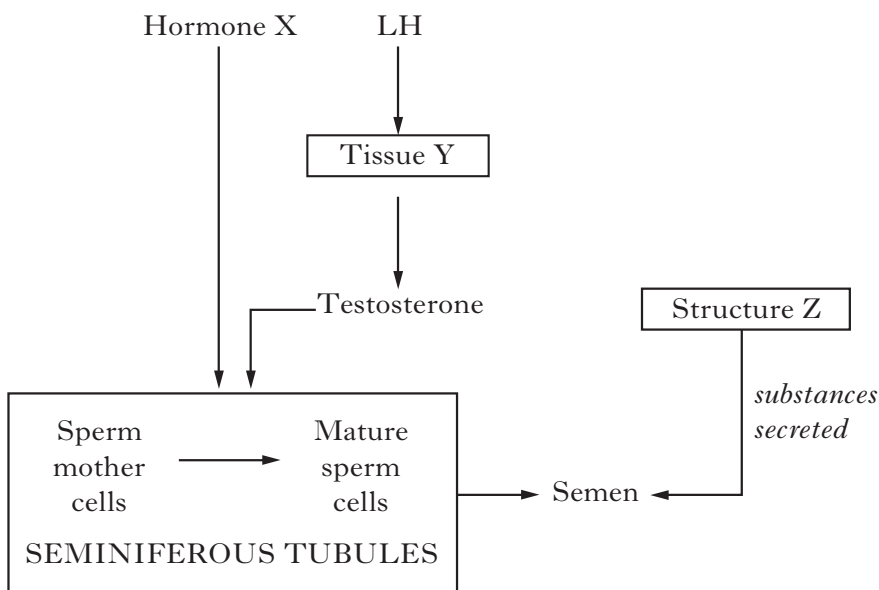 Hormone X
LH
Tissue Y
Testosterone
Structure Z
substances
secreted
Sperm
mother
cells
Mature
sperm
cells
Semen
SEMINIFEROUS TUBULES